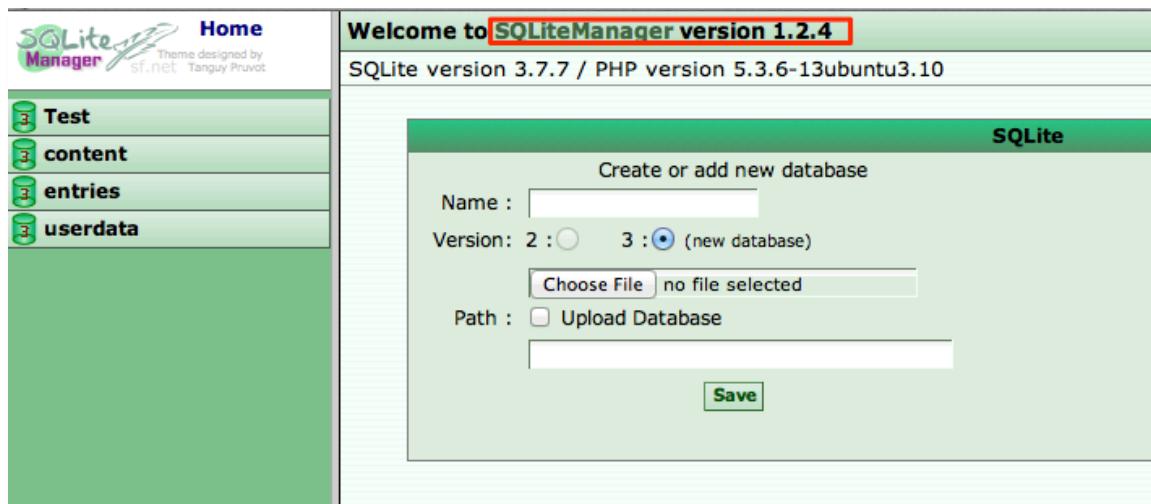 SQLite
Manager
Home
Theme designed by
sf.net Tanguy Pruvot
Test
content
entries
userdata
Welcome to SQLiteManager version 1.2.4
SQLite version 3.7.7 / PHP version 5.3.6-13ubuntu3.10
SQLite
Create or add new database
Name :
Version: 2 : 3 : (new database)
Choose File no file selected
Path : Upload Database
Save